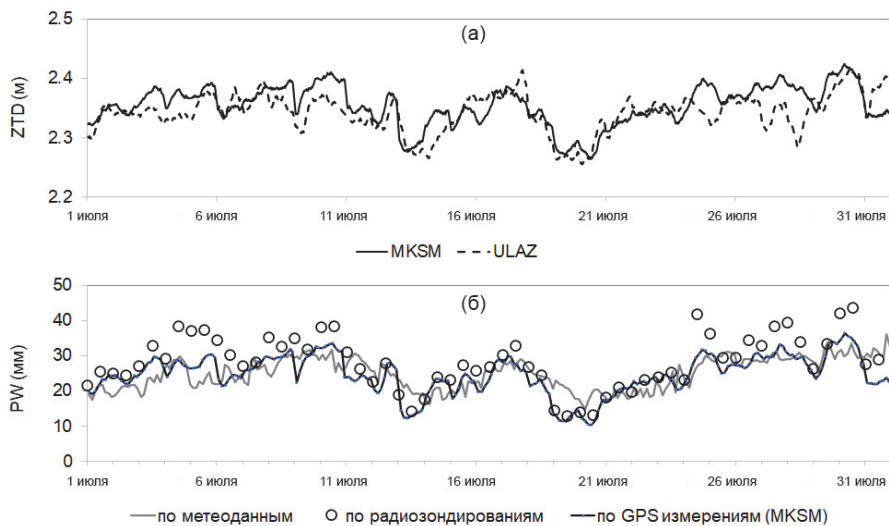 (а)
ZTD (м)
2.5
2.4
2.3
2.2
1 июля 6 июля 11 июля 16 июля 21 июля 26 июля 31 июля
MKSM ULAZ
(б)
PW (мм)
50
40
30
20
10
0
1 июля 6 июля 11 июля 16 июля 21 июля 26 июля 31 июля
по метеоданным по радиозондированиям по GPS измерениям (MKSM)